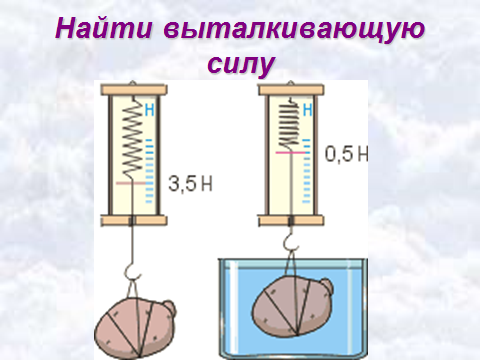 Найти выталкивающую
силу
Н
3,5 Н
Н
0,5 Н